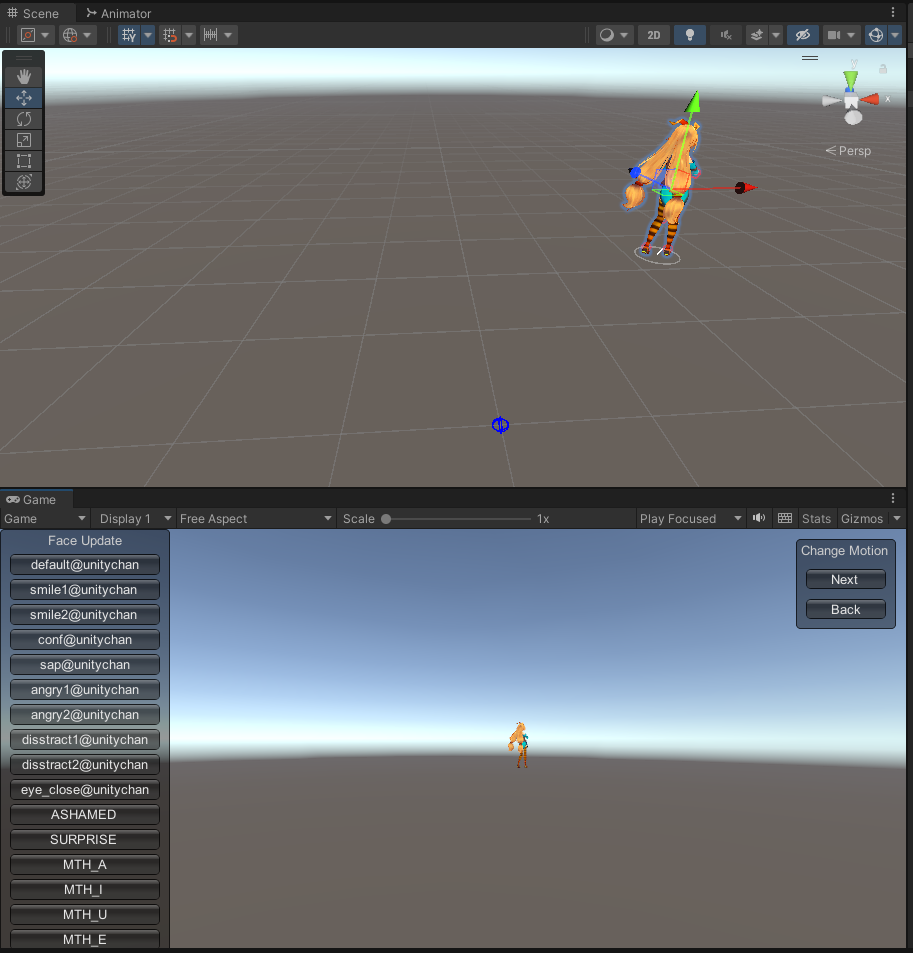 Scene
Animator
2D
y
x
Persp
Game
Game
Display 1
Free Aspect
Scale
1x
Play Focused
Stats
Gizmos
Face Update
default@unitychan
smile1@unitychan
smile2@unitychan
conf@unitychan
sap@unitychan
angry1@unitychan
angry2@unitychan
disstract1@unitychan
disstract2@unitychan
eye_close@unitychan
ASHAMED
SURPRISE
MTH_A
MTH_I
MTH_U
MTH_E
Change Motion
Next
Back